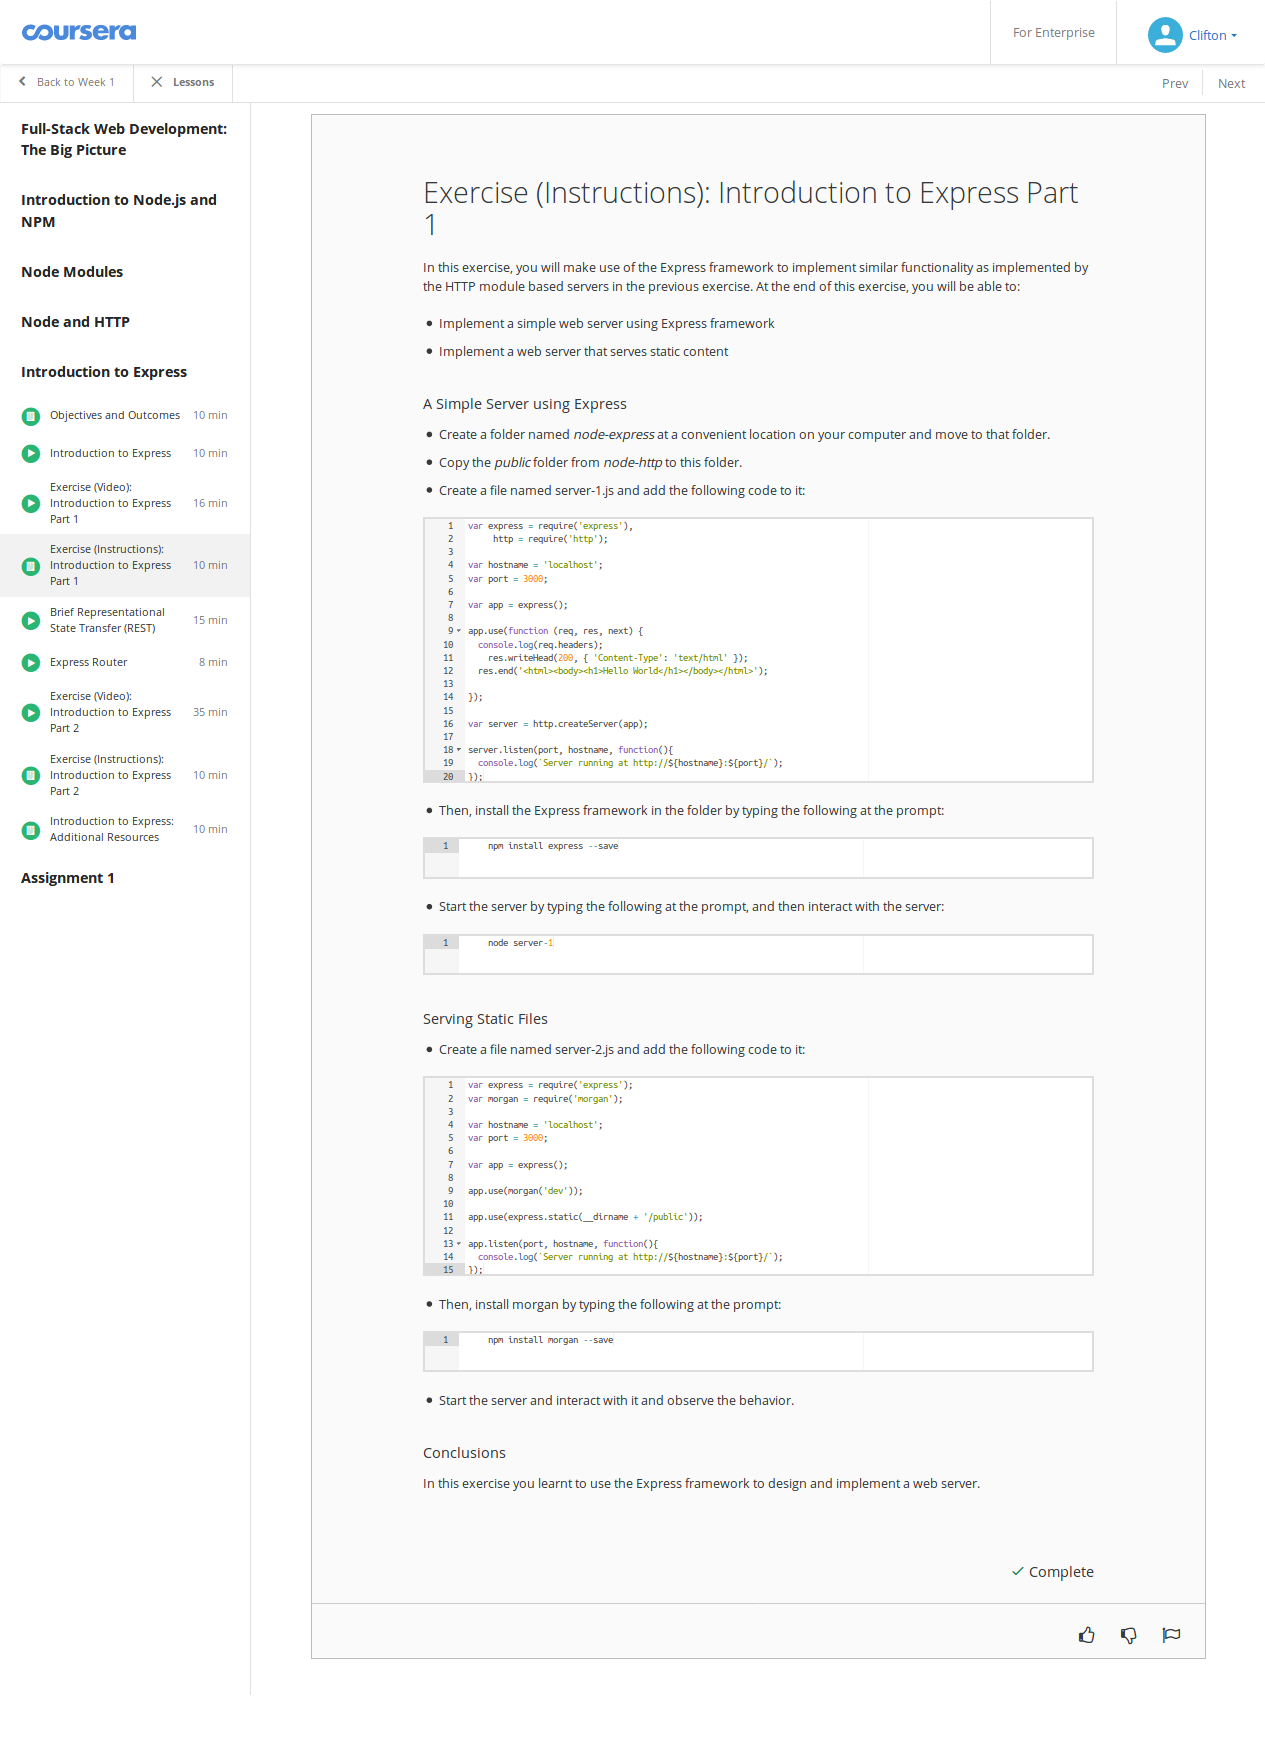 coursera
For Enterprise
Clifton
Back to Week 1
Lessons
Prev
Next
Full-Stack Web Development:
The Big Picture
Introduction to Node.js and
NPM
Node Modules
Node and HTTP
Introduction to Express
Objectives and Outcomes 10 min
Introduction to Express 10 min
Exercise (Video):
Introduction to Express 16 min
Part 1
Exercise (Instructions):
Introduction to Express 10 min
Part 1
Brief Representational
State Transfer (REST) 15 min
Express Router 8 min
Exercise (Video):
Introduction to Express 35 min
Part 2
Exercise (Instructions):
Introduction to Express 10 min
Part 2
Introduction to Express:
Additional Resources 10 min
Assignment 1
Exercise (Instructions): Introduction to Express Part
1
In this exercise, you will make use of the Express framework to implement similar functionality as implemented by
the HTTP module based servers in the previous exercise. At the end of this exercise, you will be able to:
Implement a simple web server using Express framework
Implement a web server that serves static content
A Simple Server using Express
Create a folder named node-express at a convenient location on your computer and move to that folder.
Copy the public folder from node-http to this folder.
Create a file named server-1.js and add the following code to it:
1 var express = require('express'),
2 http = require('http');
3
4 var hostname = 'localhost';
5 var port = 3000;
6
7 var app = express();
8
9 app.use(function (req, res, next) {
10 console.log(req.headers);
11 res.writeHead(200, { 'Content-Type': 'text/html' });
12 res.end('<html><body><h1>Hello World</h1></body></html>');
13
14 });
15
16 var server = http.createServer(app);
17
18 server.listen(port, hostname, function(){
19 console.log(`Server running at http://${hostname}:${port}/`);
20 });
Then, install the Express framework in the folder by typing the following at the prompt:
1 npm install express --save
Start the server by typing the following at the prompt, and then interact with the server:
1 node server-1
Serving Static Files
Create a file named server-2.js and add the following code to it:
1 var express = require('express');
2 var morgan = require('morgan');
3
4 var hostname = 'localhost';
5 var port = 3000;
6
7 var app = express();
8
9 app.use(morgan('dev'));
10
11 app.use(express.static(__dirname + '/public'));
12
13 app.listen(port, hostname, function(){
14 console.log(`Server running at http://${hostname}:${port}/`);
15 });
Then, install morgan by typing the following at the prompt:
1 npm install morgan --save
Start the server and interact with it and observe the behavior.
Conclusions
In this exercise you learnt to use the Express framework to design and implement a web server.
Complete